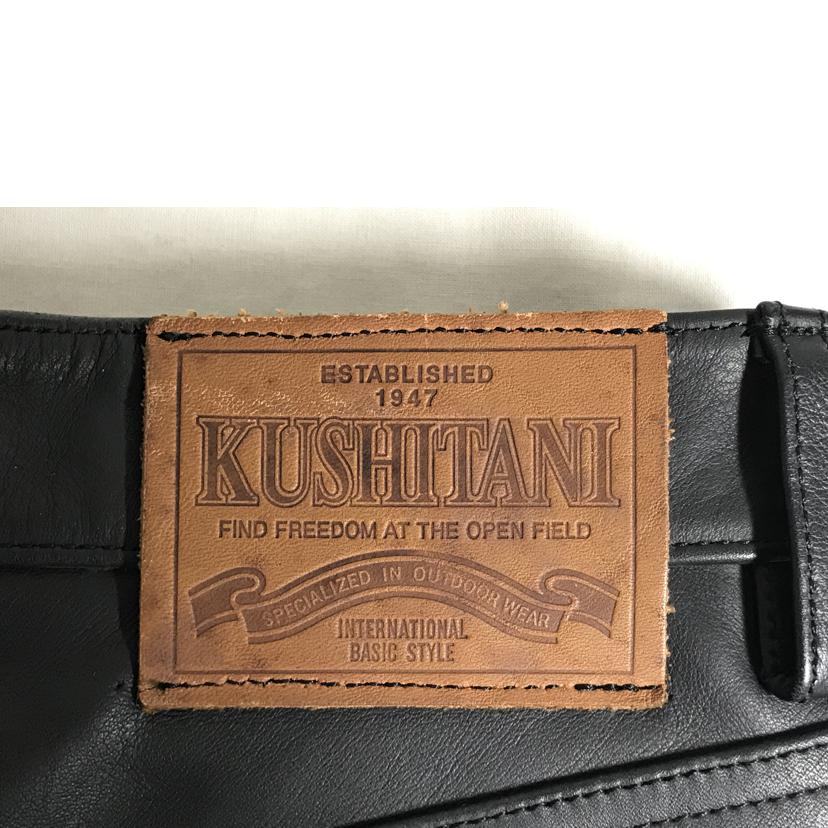 ESTABLISHED
1947
KUSHITANI
FIND FREEDOM AT THE OPEN FIELD
SPECIALIZED IN OUTDOOR WEAR
INTERNATIONAL
BASIC STYLE